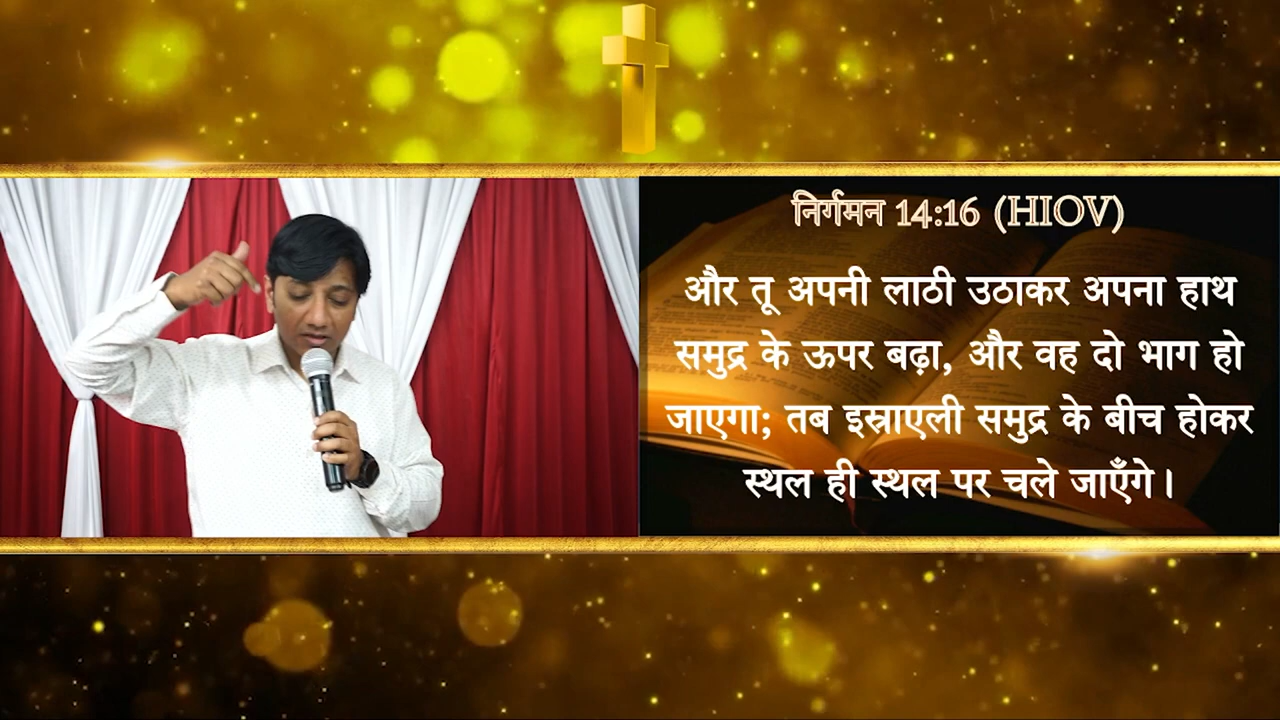 निर्गमन 14:16 (HIOV)
और तू अपनी लाठी उठाकर अपना हाथ
समुद्र के ऊपर बढ़ा, और वह दो भाग हो
जाएगा; तब इस्राएली समुद्र के बीच होकर
स्थल ही स्थल पर चले जाएँगे।